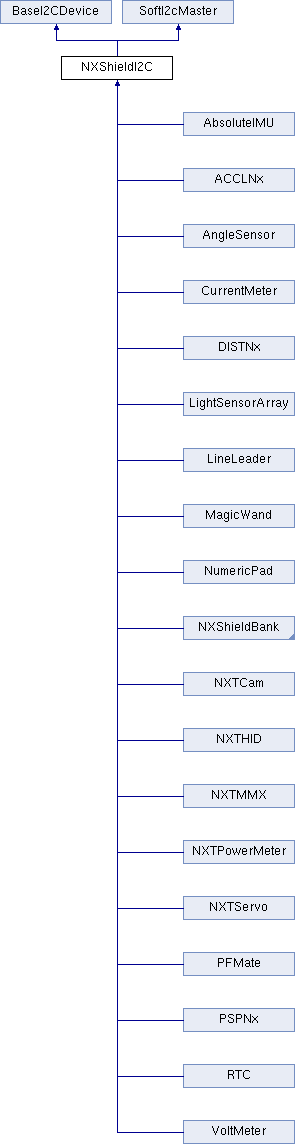 BaseI2CDevice SoftI2cMaster
NXShieldI2C
AbsoluteIMU
ACCLNx
AngleSensor
CurrentMeter
DISTNx
LightSensorArray
LineLeader
MagicWand
NumericPad
NXShieldBank
NXTCam
NXTHID
NXTMMX
NXTPowerMeter
NXTServo
PFMate
PSPNx
RTC
VoltMeter